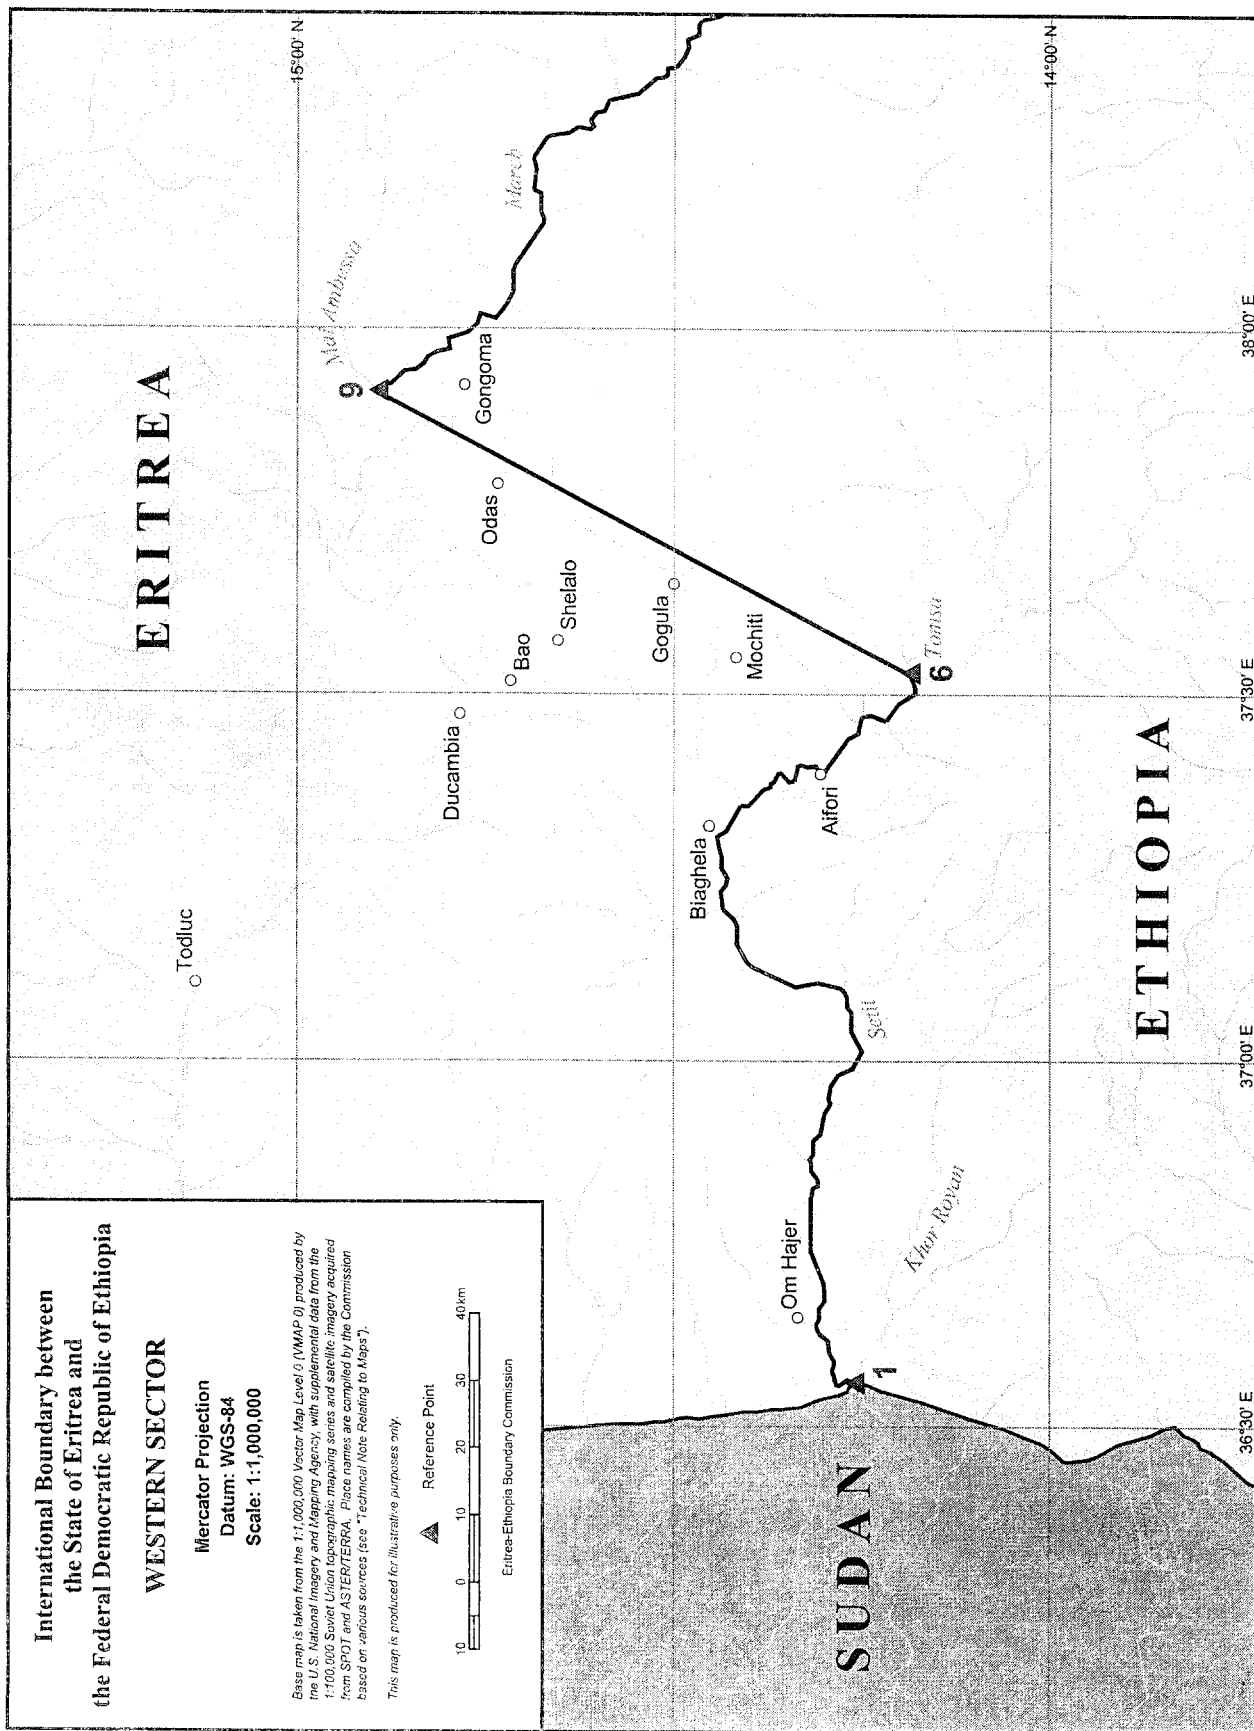 International Boundary between
the State of Eritrea and
the Federal Democratic Republic of Ethiopia
WESTERN SECTOR
Mercator Projection
Datum: WGS-84
Scale: 1:1,000,000
Base map is taken from the 1:1,000,000 Vector Map Level 0 (VMAP 0) produced by
the U.S. National Imagery and Mapping Agency, with supplemental data from the
1:100,000 Soviet Union topographic mapping series and satellite imagery acquired
from SPOT and ASTER/TERRA. Place names are compiled by the Commission
based on various sources (see "Technical Note Relating to Maps").
This map is produced for illustrative purposes only.
Reference Point
10 0 10 20 30 40 km
Eritrea-Ethiopia Boundary Commission
ERITREA
15°00' N
Todluc
Mai Ambessa
9
Gongoma
Mareb
Ducambia
Bao
Odas
Shelalo
Gogula
Mochiti
Biaghela
Aifori
Om Hajer
1
Setit
6
Tomsa
Khor Royan
SUDAN
ETHIOPIA
14°00' N
36°30' E
37°00' E
37°30' E
38°00' E